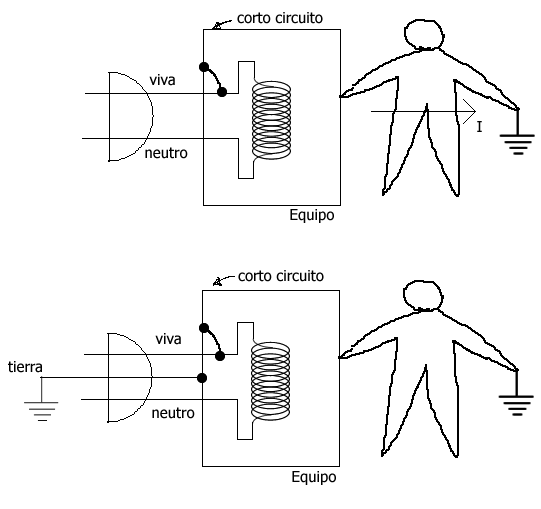 corto circuito
viva
neutro
I
Equipo
corto circuito
viva
tierra
neutro
Equipo